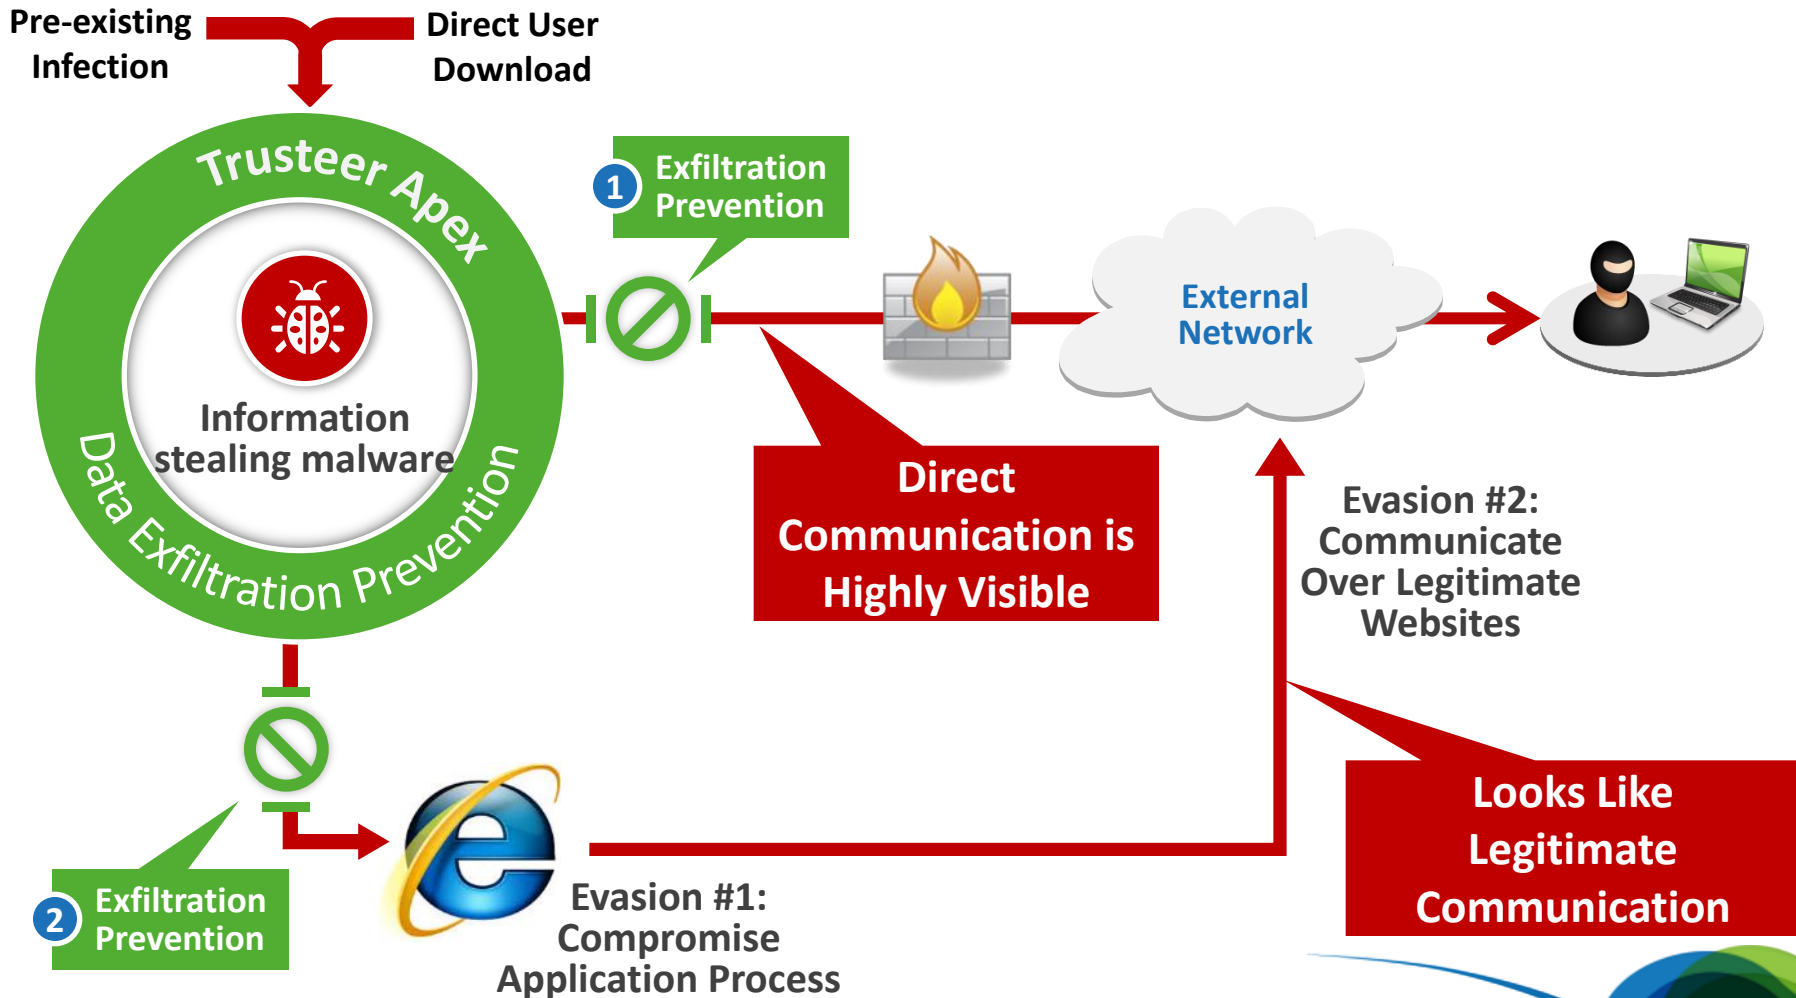 Pre-existing
Infection
Direct User
Download
Trusteer Apex
Data Exfiltration Prevention
Information
stealing malware
1
Exfiltration
Prevention
External
Network
Direct
Communication is
Highly Visible
Evasion #2:
Communicate
Over Legitimate
Websites
Looks Like
Legitimate
Communication
2
Exfiltration
Prevention
Evasion #1:
Compromise
Application Process